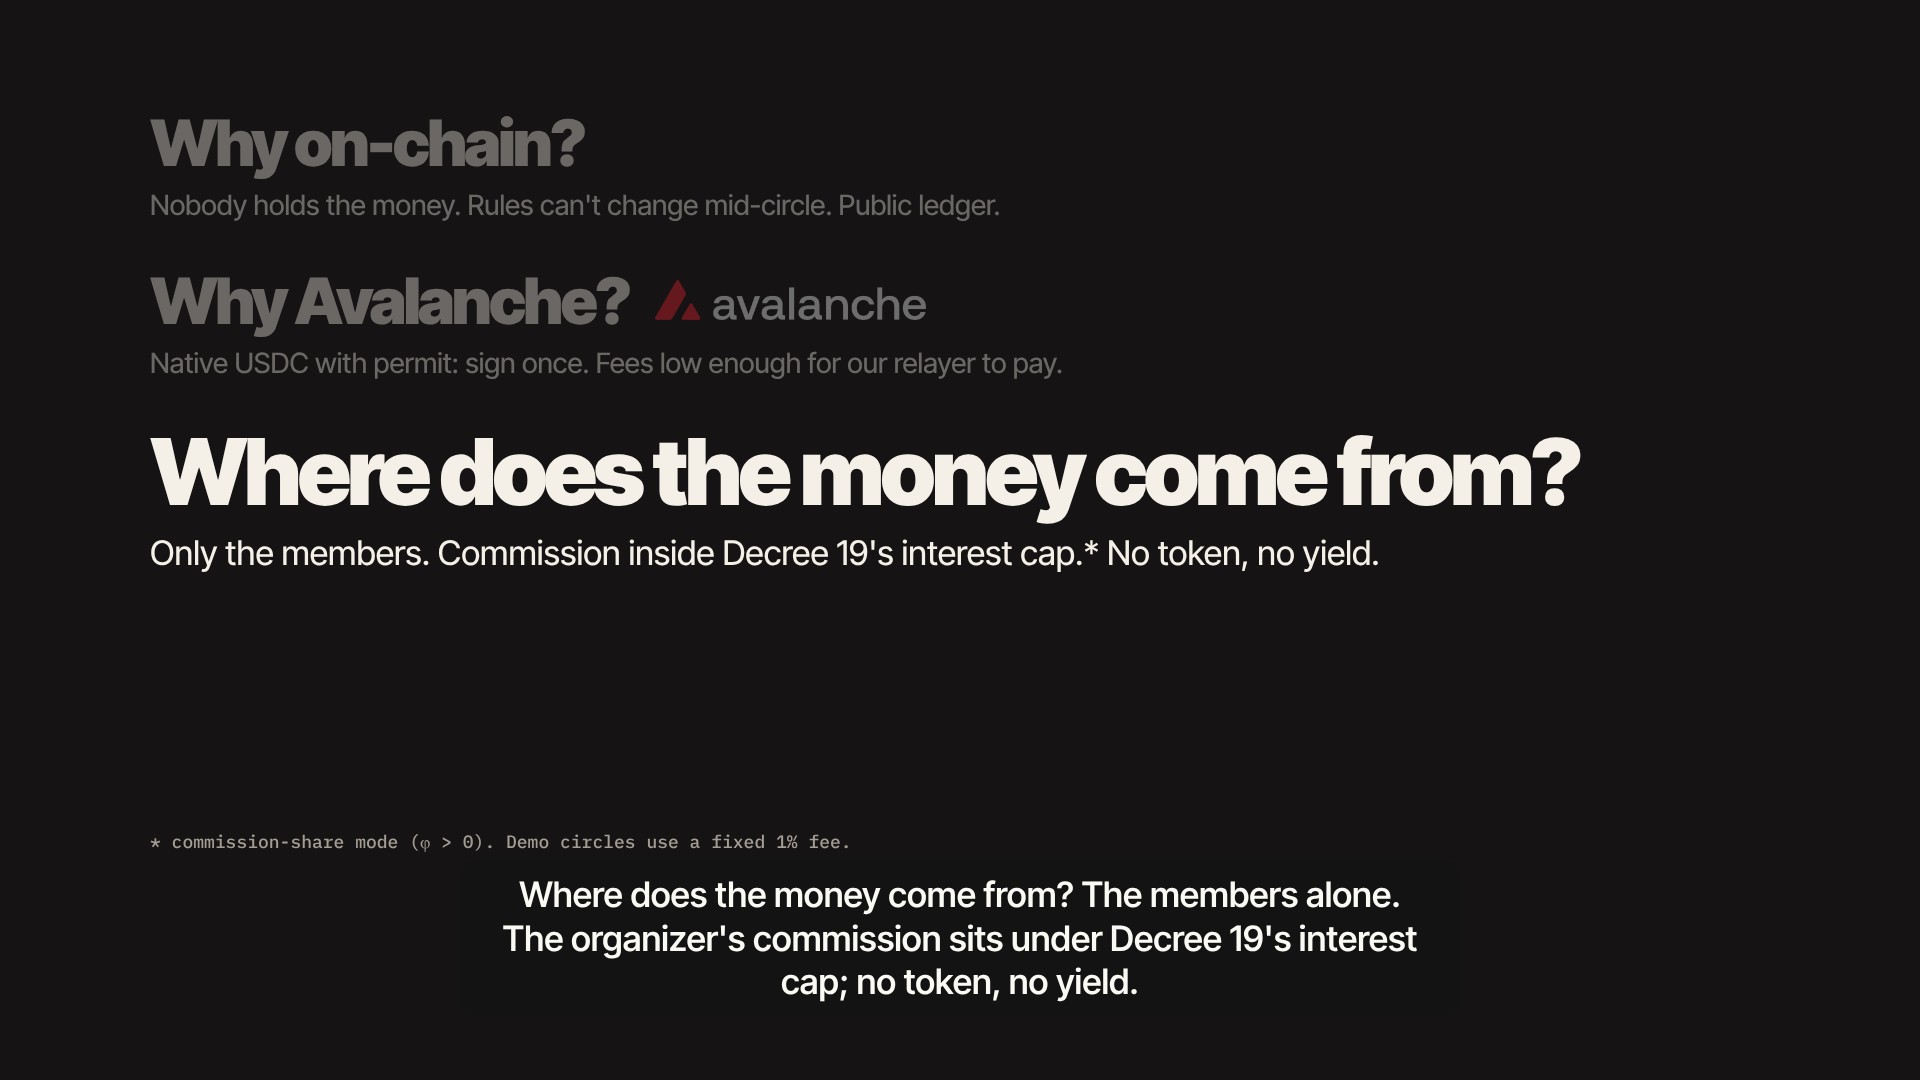 Why on-chain?
Nobody holds the money. Rules can't change mid-circle. Public ledger.
Why Avalanche? avalanche
Native USDC with permit: sign once. Fees low enough for our relayer to pay.
Where does the money come from?
Only the members. Commission inside Decree 19's interest cap.* No token, no yield.
* commission-share mode (φ > 0). Demo circles use a fixed 1% fee.
Where does the money come from? The members alone.
The organizer's commission sits under Decree 19's interest
cap; no token, no yield.